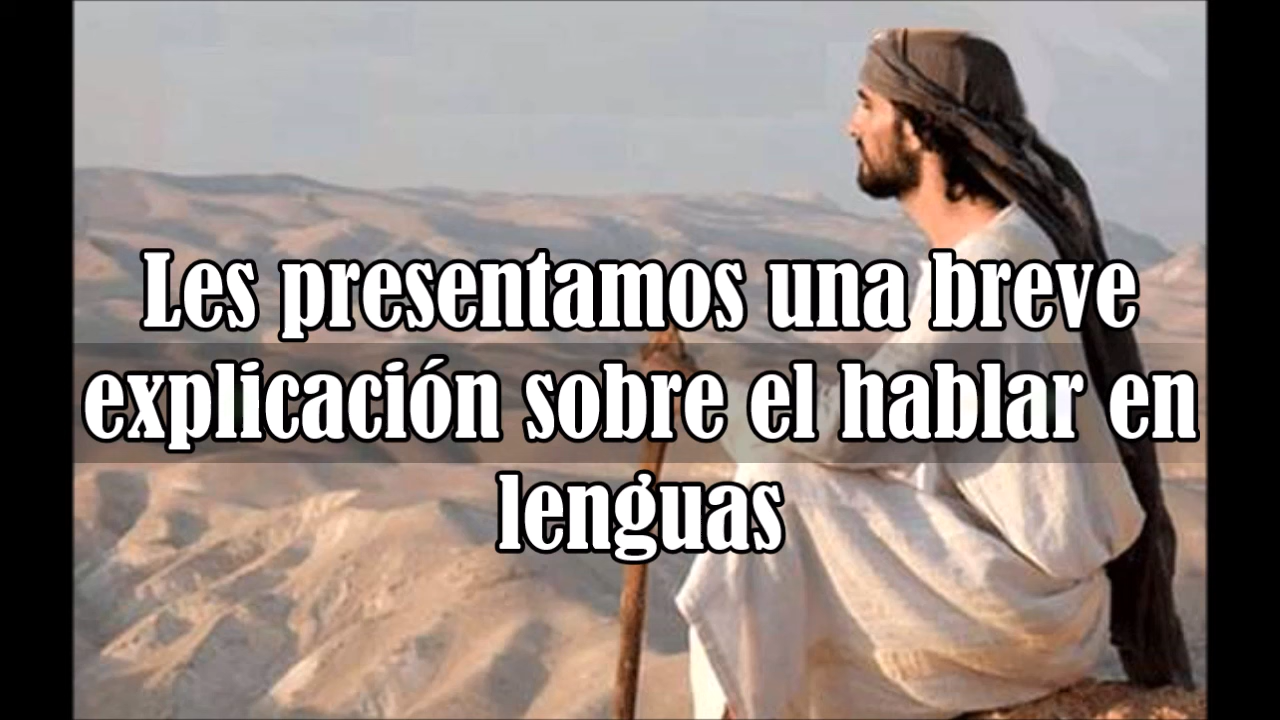 Les presentamos una breve
explicación sobre el hablar en
lenguas